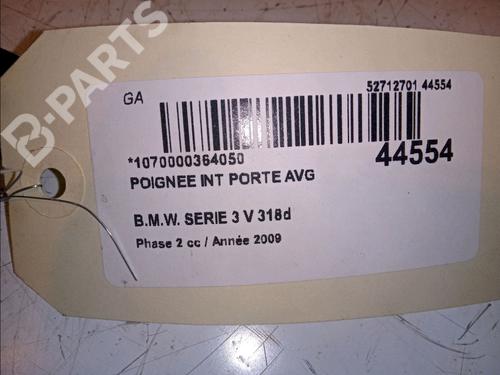 B-PARTS
GA
52712701 44554
*1070000364050
44554
POIGNEE INT PORTE AVG
B.M.W. SERIE 3 V 318d
Phase 2 cc / Année 2009